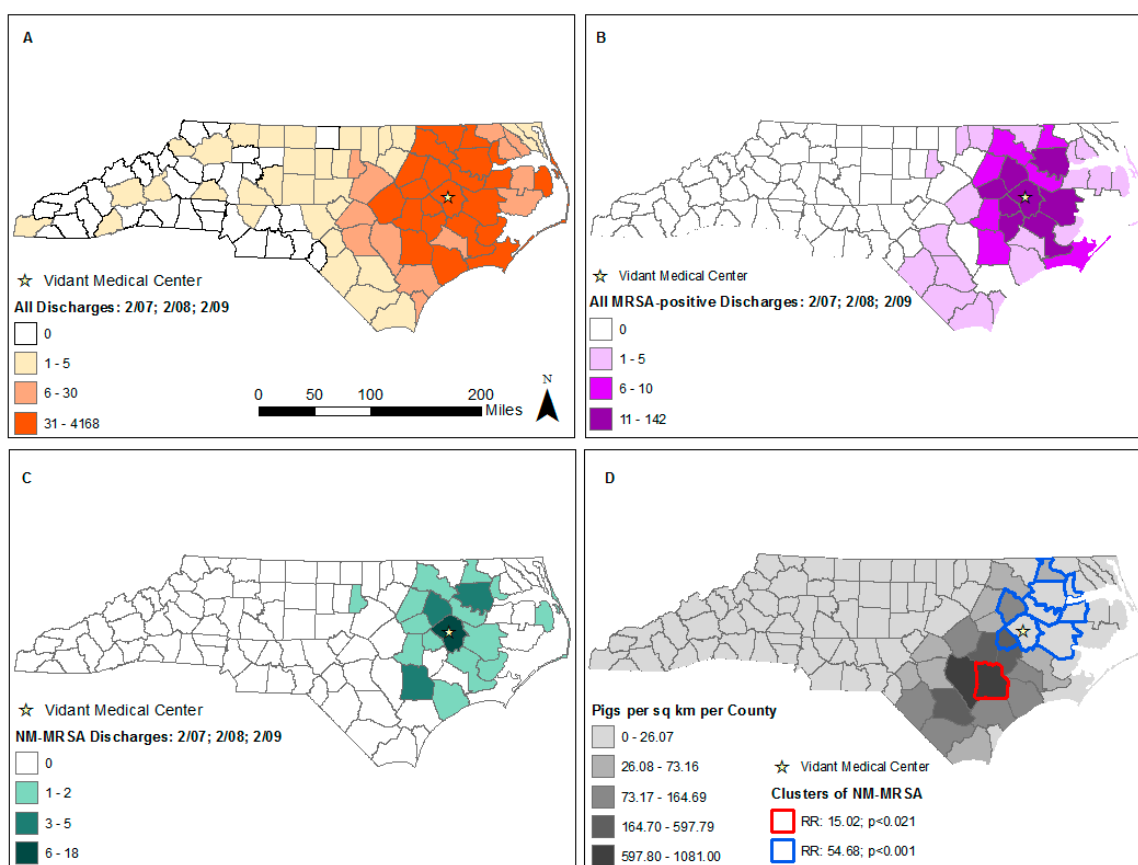 A
☆ Vidant Medical Center
All Discharges: 2/07; 2/08; 2/09
0
1 - 5
6 - 30
31 - 4168
0 50 100 200
Miles
N
B
☆ Vidant Medical Center
All MRSA-positive Discharges: 2/07; 2/08; 2/09
0
1 - 5
6 - 10
11 - 142
C
☆ Vidant Medical Center
NM-MRSA Discharges: 2/07; 2/08; 2/09
0
1 - 2
3 - 5
6 - 18
D
Pigs per sq km per County
0 - 26.07
26.08 - 73.16
73.17 - 164.69
164.70 - 597.79
597.80 - 1081.00
☆ Vidant Medical Center
Clusters of NM-MRSA
RR: 15.02; p<0.021
RR: 54.68; p<0.001